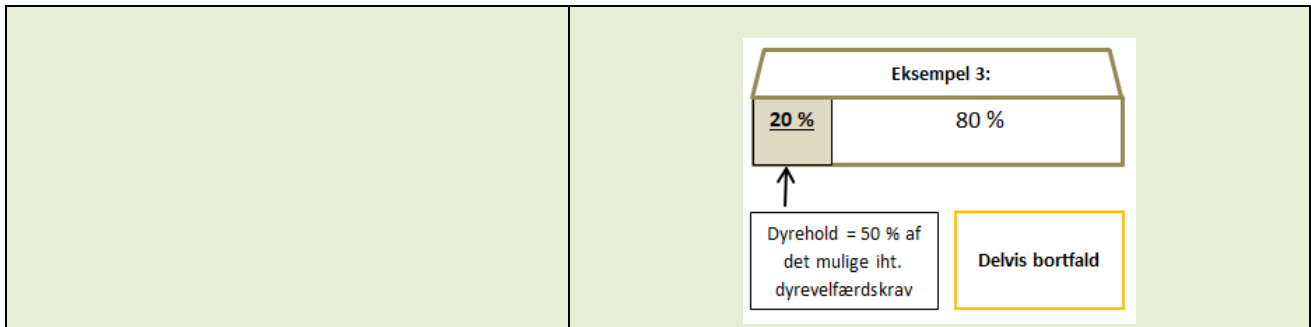 Eksempel 3:
20 %
80 %
Dyrehold = 50 % af
det mulige iht.
dyrevelfærdskrav
Delvis bortfald